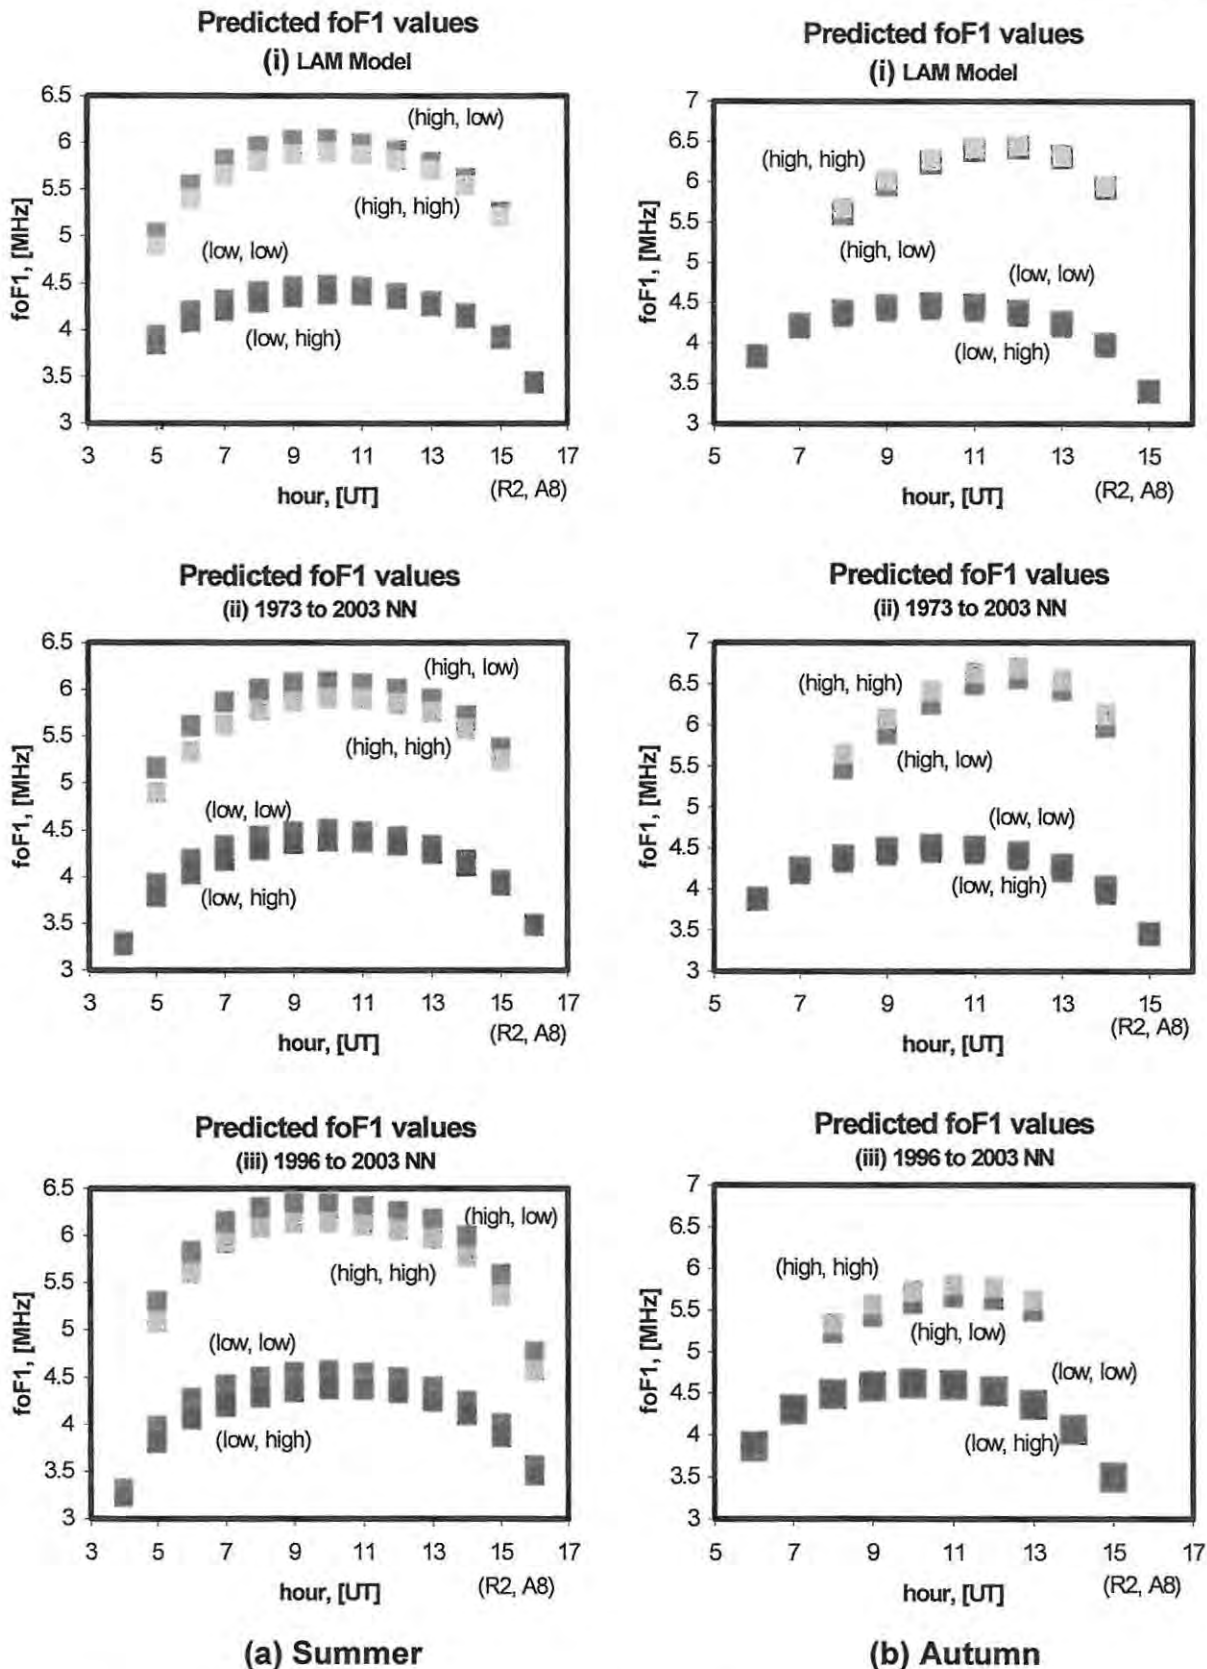 Predicted foF1 values
(i) LAM Model
6.5
6
5.5
5
4.5
4
3.5
3
foF1, [MHz]
(high, low)
(high, high)
(low, low)
(low, high)
3 5 7 9 11 13 15 17
hour, [UT]
(R2, A8)
Predicted foF1 values
(i) LAM Model
7
6.5
6
5.5
5
4.5
4
3.5
3
foF1, [MHz]
(high, high)
(high, low)
(low, low)
(low, high)
5 7 9 11 13 15
hour, [UT]
(R2, A8)
Predicted foF1 values
(ii) 1973 to 2003 NN
6.5
6
5.5
5
4.5
4
3.5
3
foF1, [MHz]
(high, low)
(high, high)
(low, low)
(low, high)
3 5 7 9 11 13 15 17
hour, [UT]
(R2, A8)
Predicted foF1 values
(ii) 1973 to 2003 NN
7
6.5
6
5.5
5
4.5
4
3.5
3
foF1, [MHz]
(high, high)
(high, low)
(low, low)
(low, high)
5 7 9 11 13 15
hour, [UT]
(R2, A8)
Predicted foF1 values
(iii) 1996 to 2003 NN
6.5
6
5.5
5
4.5
4
3.5
3
foF1, [MHz]
(high, low)
(high, high)
(low, low)
(low, high)
3 5 7 9 11 13 15 17
hour, [UT]
(R2, A8)
Predicted foF1 values
(iii) 1996 to 2003 NN
7
6.5
6
5.5
5
4.5
4
3.5
3
foF1, [MHz]
(high, high)
(high, low)
(low, low)
(low, high)
5 7 9 11 13 15 17
hour, [UT]
(R2, A8)
(a) Summer
(b) Autumn